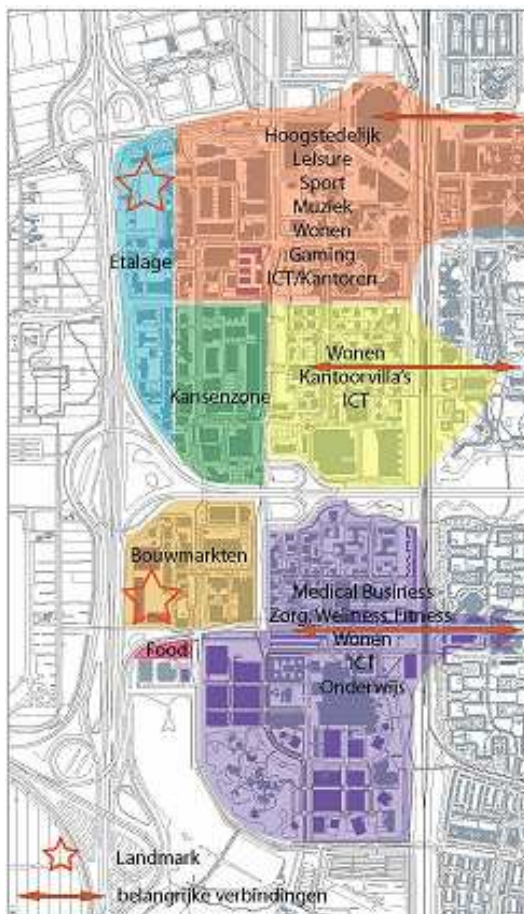 Hoogstedelijk
Leisure
Sport
Muziek
Wonen
Gaming
ICT/Kantoren
Etalage
Wonen
Kantoorvilla's
ICT
Kansenzone
Bouwmarkten
Medical Business
Zorg, Wellness, Fitness
Wonen
ICT
Onderwijs
Food
Landmark
belangrijke verbindingen